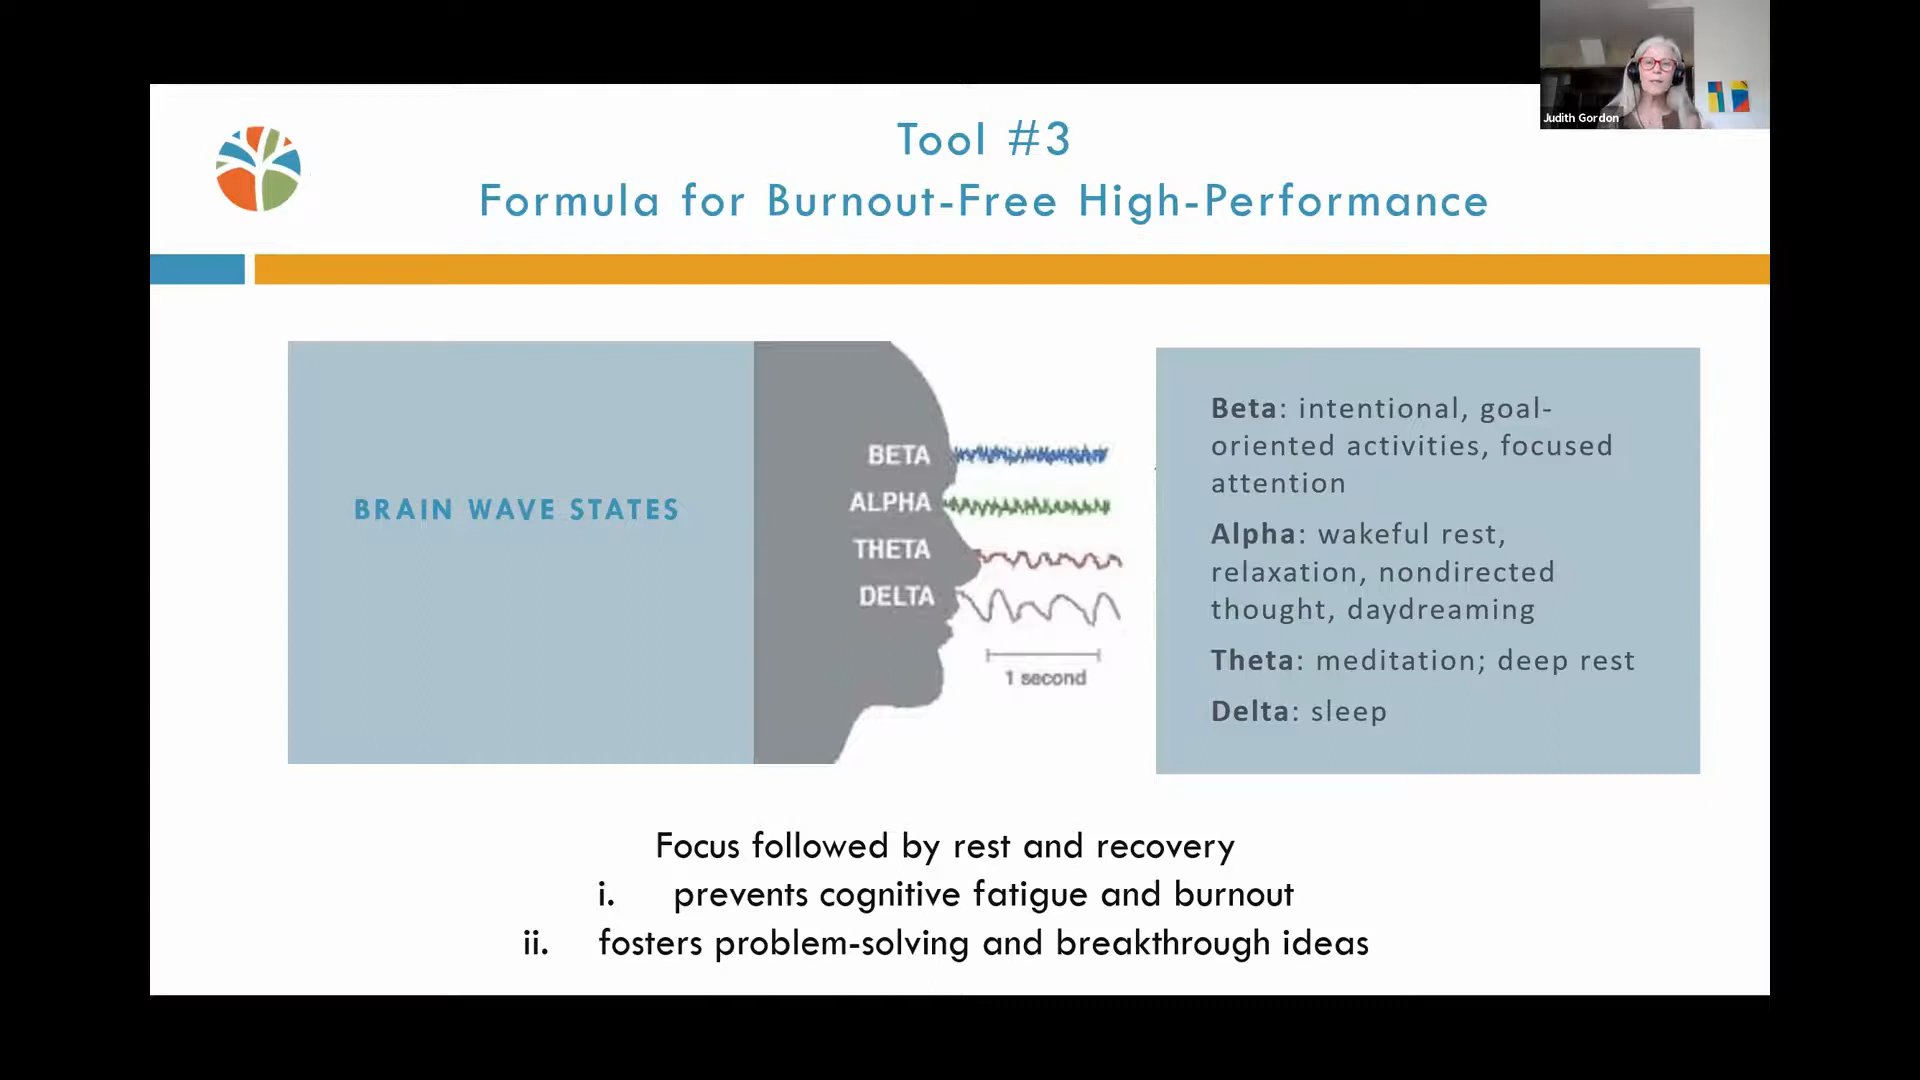 Judith Gordon
Tool #3
Formula for Burnout-Free High-Performance
BRAIN WAVE STATES
BETA
ALPHA
THETA
DELTA
1 second
Beta: intentional, goal-
oriented activities, focused
attention
Alpha: wakeful rest,
relaxation, nondirected
thought, daydreaming
Theta: meditation; deep rest
Delta: sleep
Focus followed by rest and recovery
i. prevents cognitive fatigue and burnout
ii. fosters problem-solving and breakthrough ideas